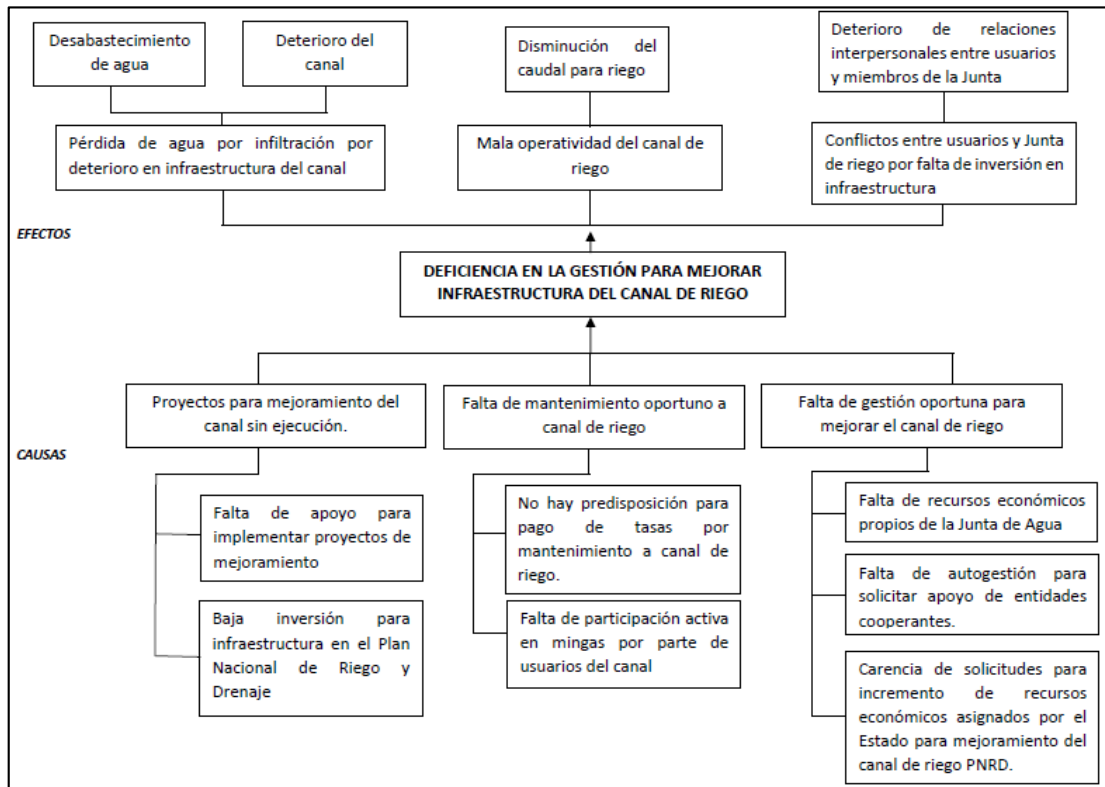 Desabastecimiento
de agua
Deterioro del
canal
Disminución del
caudal para riego
Deterioro de relaciones
interpersonales entre usuarios
y miembros de la Junta
Pérdida de agua por infiltración por
deterioro en infraestructura del canal
Mala operatividad del canal de
riego
Conflictos entre usuarios y Junta
de riego por falta de inversión en
infraestructura
EFECTOS
DEFICIENCIA EN LA GESTIÓN PARA MEJORAR
INFRAESTRUCTURA DEL CANAL DE RIEGO
Proyectos para mejoramiento del
canal sin ejecución.
Falta de mantenimiento oportuno a
canal de riego
Falta de gestión oportuna para
mejorar el canal de riego
CAUSAS
Falta de apoyo para
implementar proyectos de
mejoramiento
Baja inversión para
infraestructura en el Plan
Nacional de Riego y
Drenaje
No hay predisposición para
pago de tasas por
mantenimiento a canal de
riego.
Falta de participación activa
en mingas por parte de
usuarios del canal
Falta de recursos económicos
propios de la Junta de Agua
Falta de autogestión para
solicitar apoyo de entidades
cooperantes.
Carencia de solicitudes para
incremento de recursos
económicos asignados por el
Estado para mejoramiento del
canal de riego PNRD.